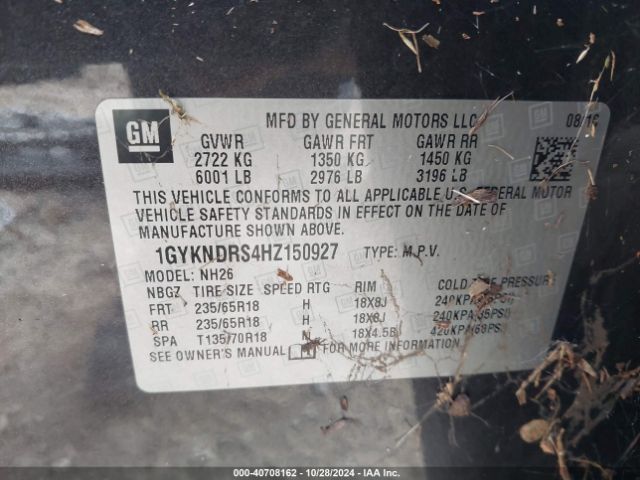 GM
MFD BY GENERAL MOTORS LLC 08/16
GVWR GAWR FRT GAWR RR
2722 KG 1350 KG 1450 KG
6001 LB 2976 LB 3196 LB
THIS VEHICLE CONFORMS TO ALL APPLICABLE U.S. FEDERAL MOTOR
VEHICLE SAFETY STANDARDS IN EFFECT ON THE DATE OF
MANUFACTURE SHOWN ABOVE.
1GYKNDRS4HZ150927 TYPE: M.P.V.
MODEL: NH26
NBGZ TIRE SIZE SPEED RTG RIM COLD TIRE
FRT 235/65R18 H 18X8J 240KPA(35PSI)
RR 235/65R18 H 18X8J 240KPA(35PSI)
SPA T135/70R18 18X4.5B 420KPA(60PSI)
SEE OWNER'S MANUAL FOR MORE INFORMATION.
000-40708162 - 10/28/2024 - IAA Inc. Copyright